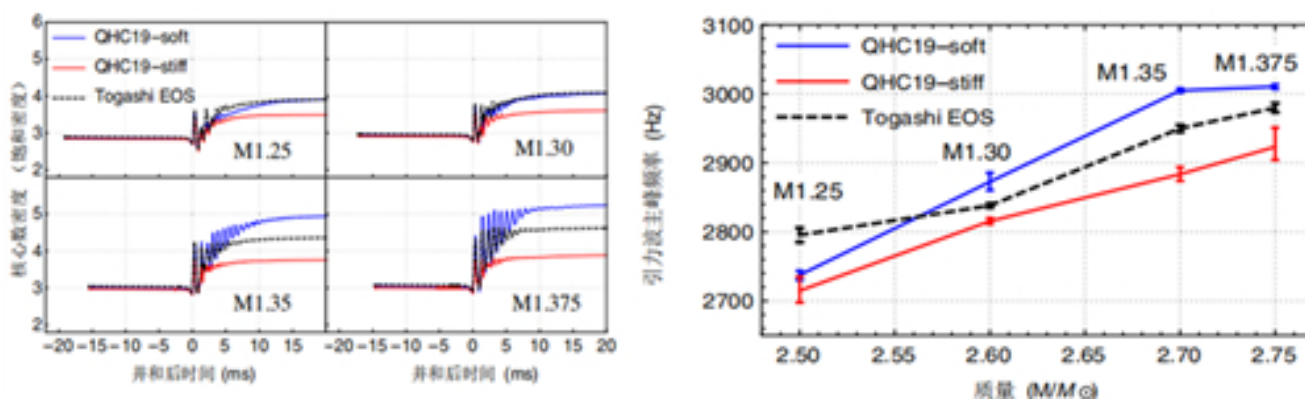 6
5
4
3
2
QHC19-soft
QHC19-stiff
Togashi EOS
M1.25
M1.30
5
4
3
2
M1.35
M1.375
核心数密度 (饱和密度)
-20 -15 -10 -5 0 5 10 15
-20 -15 -10 -5 0 5 10 15 20
并和后时间 (ms)
并和后时间 (ms)
3100
3000
2900
2800
2700
引力波主峰频率 (Hz)
QHC19-soft
QHC19-stiff
Togashi EOS
M1.25
M1.30
M1.35
M1.375
2.50 2.55 2.60 2.65 2.70 2.75
质量 (M/M⊙)